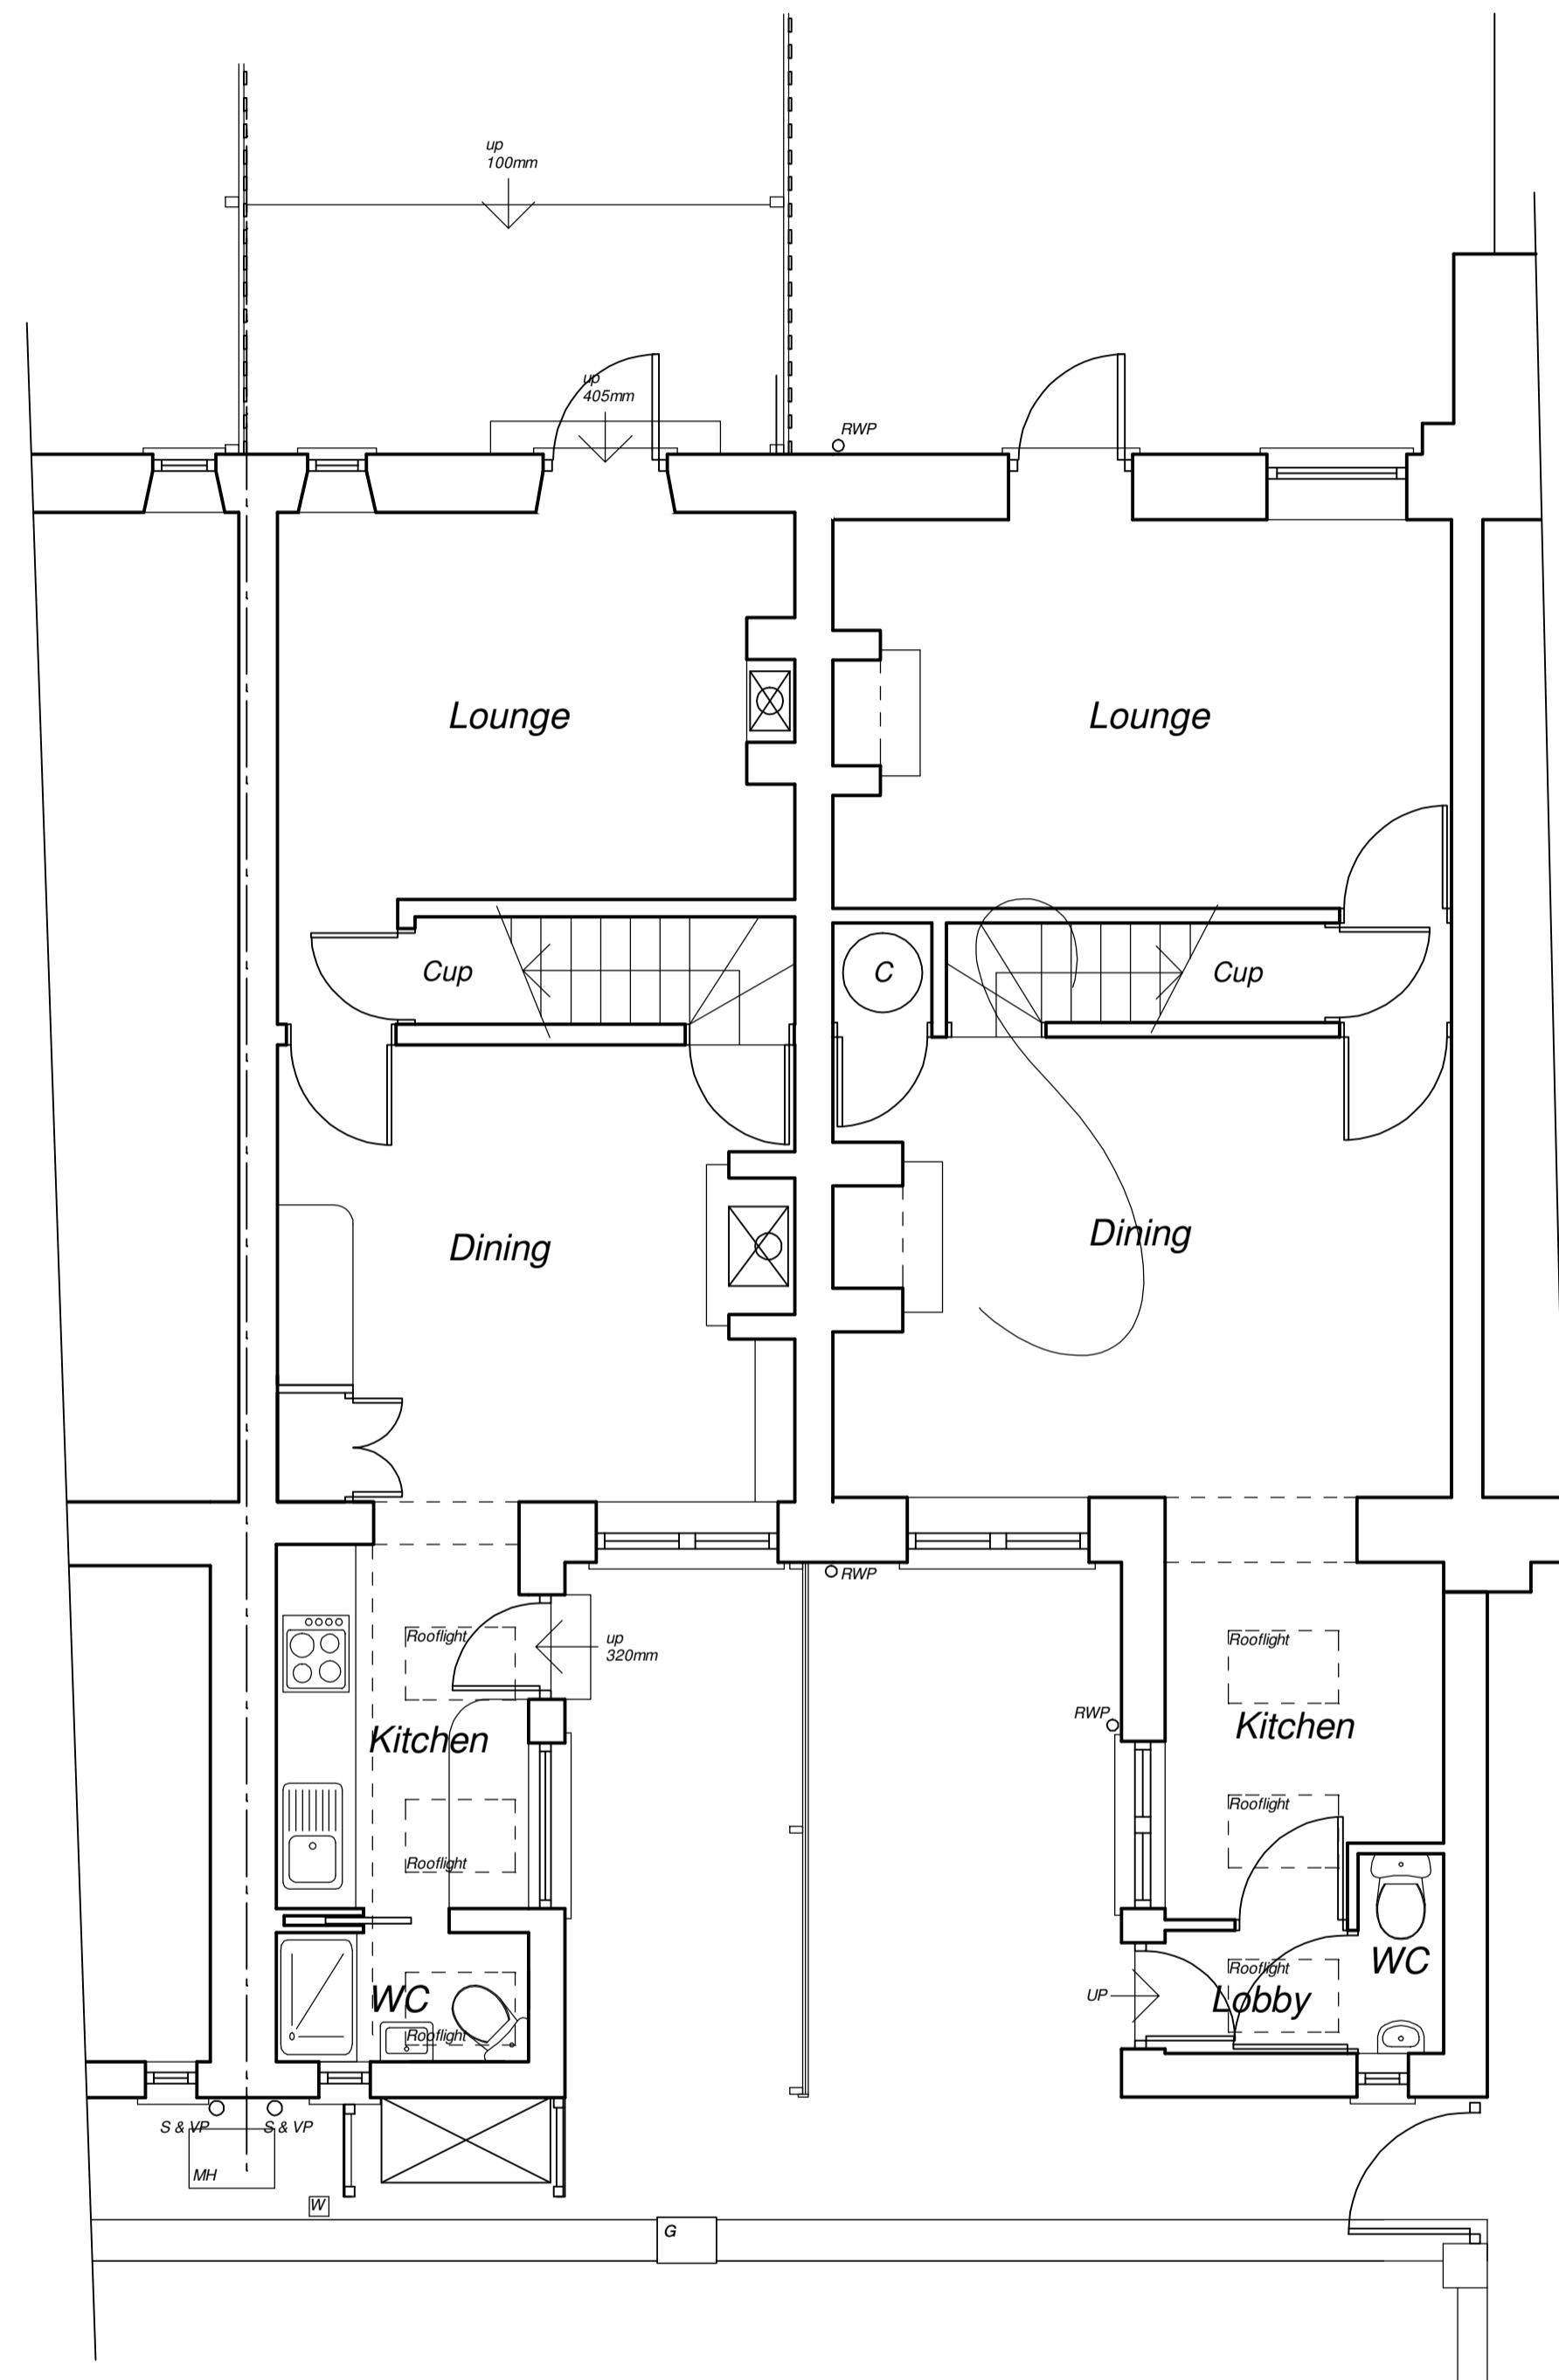 up
100mm
up
405mm
RWP
Lounge
Lounge
Cup
C
Cup
Dining
Dining
RWP
Rooflight
up
320mm
Rooflight
Kitchen
RWP
Kitchen
Rooflight
Rooflight
WC
Rooflight
WC
Rooflight
UP
Lobby
S & VP
S & VP
MH
W
G